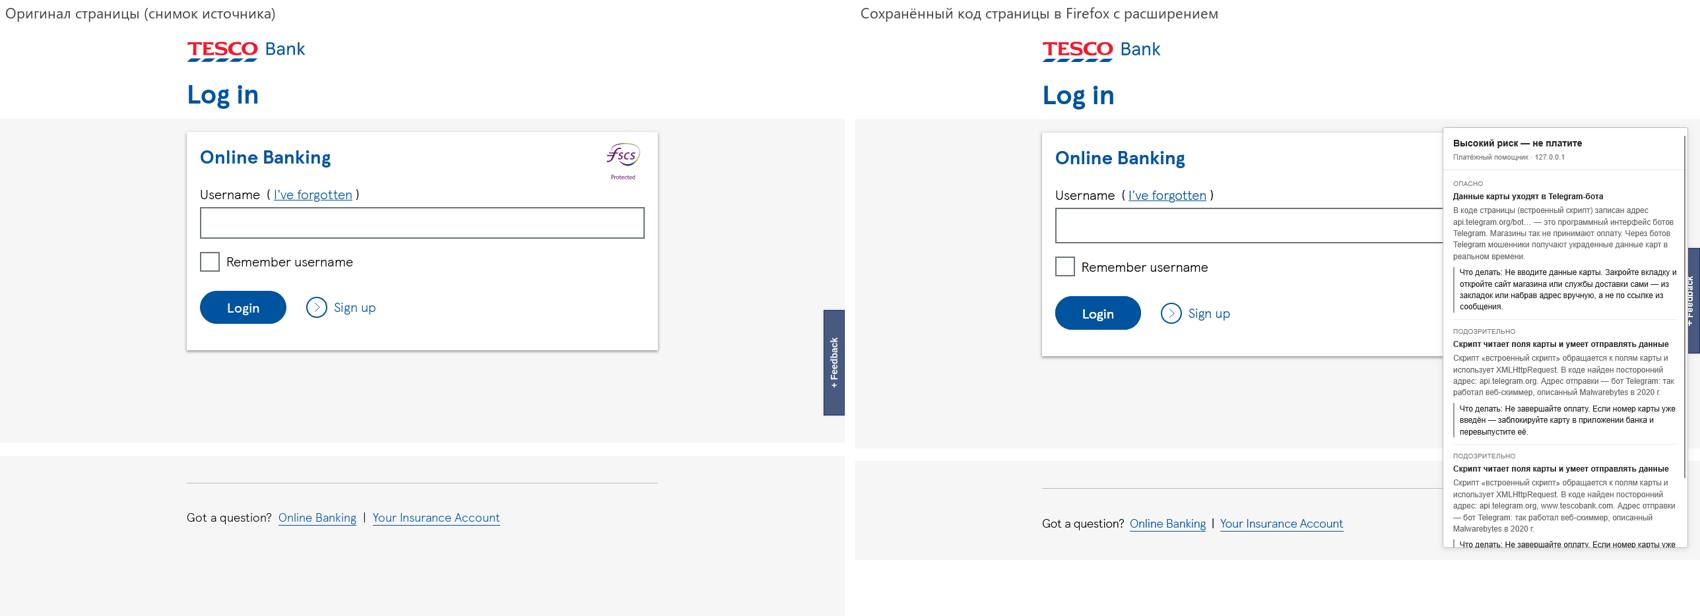 Оригинал страницы (снимок источника)
TESCO Bank
Log in
Online Banking
fscs
Protected
Username ( I've forgotten )
Remember username
Login
Sign up
+ Feedback
Got a question? Online Banking | Your Insurance Account
Сохранённый код страницы в Firefox с расширением
TESCO Bank
Log in
Online Banking
Username ( I've forgotten )
Remember username
Login
Sign up
+ Feedback
Got a question? Online Banking | Your Insurance Account
Высокий риск — не платите
Платёжный помощник · 127.0.0.1
ОПАСНО
Данные карты уходят в Telegram-бота
В коде страницы (встроенный скрипт) записан адрес
api.telegram.org/bot… — это программный интерфейс ботов
Telegram. Магазины так не принимают оплату. Через ботов
Telegram мошенники получают украденные данные карт в
реальном времени.
Что делать: Не вводите данные карты. Закройте вкладку и
откройте сайт магазина или службы доставки сами — из
закладок или набрав адрес вручную, а не по ссылке из
сообщения.
ПОДОЗРИТЕЛЬНО
Скрипт читает поля карты и умеет отправлять данные
Скрипт «встроенный скрипт» обращается к полям карты и
использует XMLHttpRequest. В коде найден посторонний
адрес: api.telegram.org. Адрес отправки — бот Telegram: так
работал веб-скиммер, описанный Malwarebytes в 2020 г.
Что делать: Не завершайте оплату. Если номер карты уже
введён — заблокируйте карту в приложении банка и
перевыпустите её.
ПОДОЗРИТЕЛЬНО
Скрипт читает поля карты и умеет отправлять данные
Скрипт «встроенный скрипт» обращается к полям карты и
использует XMLHttpRequest. В коде найден посторонний
адрес: api.telegram.org, www.tescobank.com. Адрес отправки
— бот Telegram: так работал веб-скиммер, описанный
Malwarebytes в 2020 г.
Что делать: Не завершайте оплату. Если номер карты уже